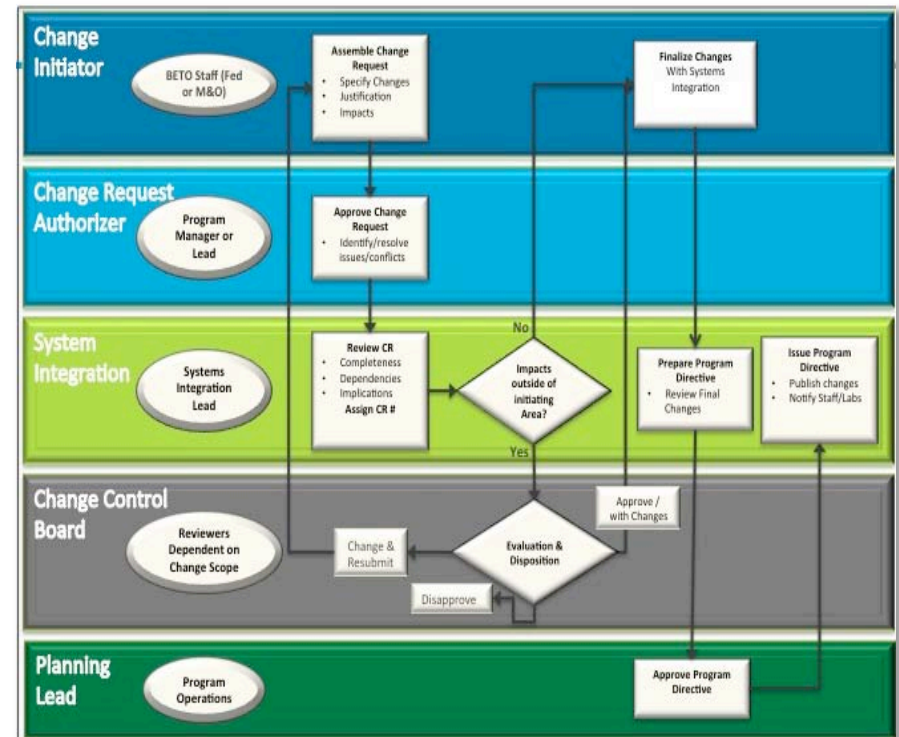 Change
Initiator
BETO Staff (Fed
or M&O)
Assemble Change
Request
• Specify Changes
• Justification
• Impacts
Finalize Changes
With Systems
Integration
Change Request
Authorizer
Program
Manager or
Lead
Approve Change
Request
• Identify/resolve
issues/conflicts
System
Integration
Systems
Integration
Lead
Review CR
• Completeness
• Dependencies
• Implications
Assign CR #
No
Impacts
outside of
initiating
Area?
Yes
Prepare Program
Directive
• Review Final
Changes
Issue Program
Directive
• Publish changes
• Notify Staff/Labs
Change Control
Board
Reviewers
Dependent on
Change Scope
Change &
Resubmit
Disapprove
Evaluation &
Disposition
Approve /
with Changes
Planning
Lead
Program
Operations
Approve Program
Directive